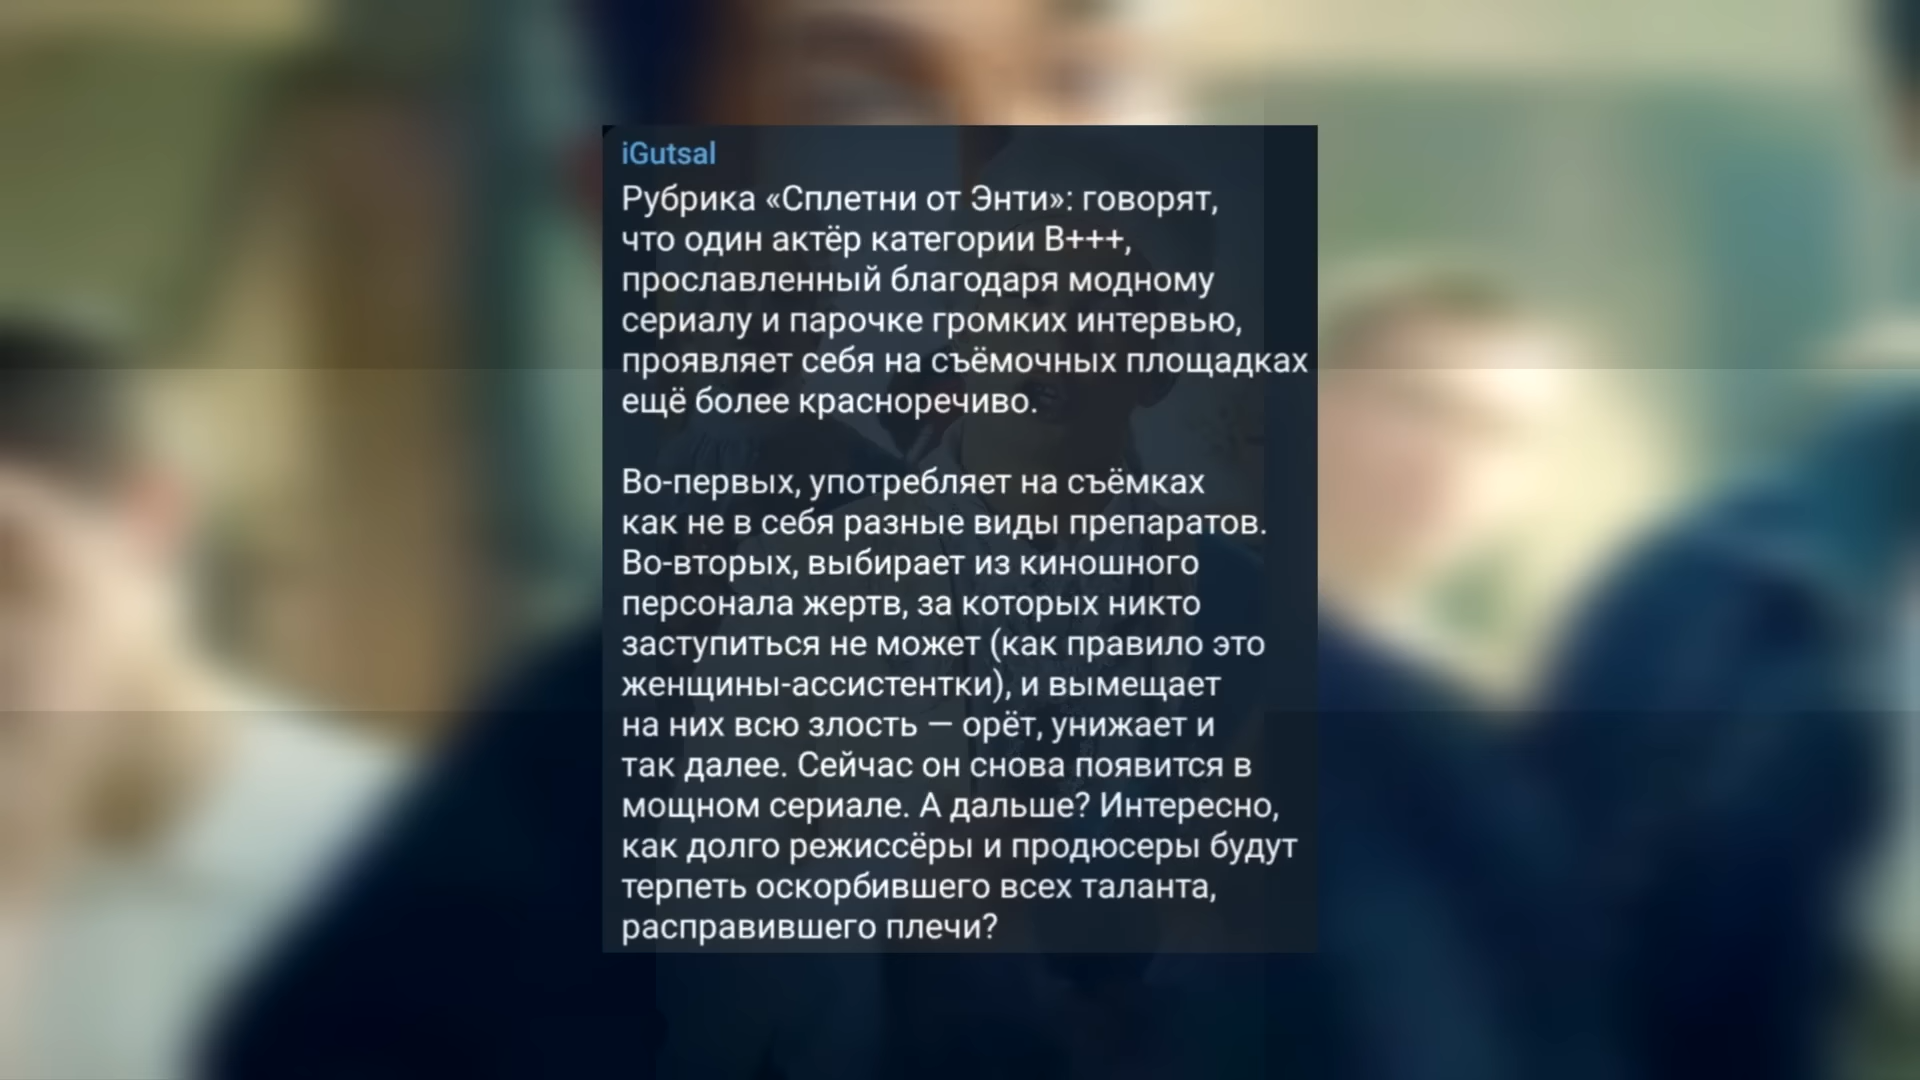 iGutsal
Рубрика «Сплетни от Энти»: говорят,
что один актёр категории B+++,
прославленный благодаря модному
сериалу и парочке громких интервью,
проявляет себя на съёмочных площадках
ещё более красноречиво.
Во-первых, употребляет на съёмках
как не в себя разные виды препаратов.
Во-вторых, выбирает из киношного
персонала жертв, за которых никто
заступиться не может (как правило это
женщины-ассистентки), и вымещает
на них всю злость — орёт, унижает и
так далее. Сейчас он снова появится в
мощном сериале. А дальше? Интересно,
как долго режиссёры и продюсеры будут
терпеть оскорбившего всех таланта,
расправившего плечи?